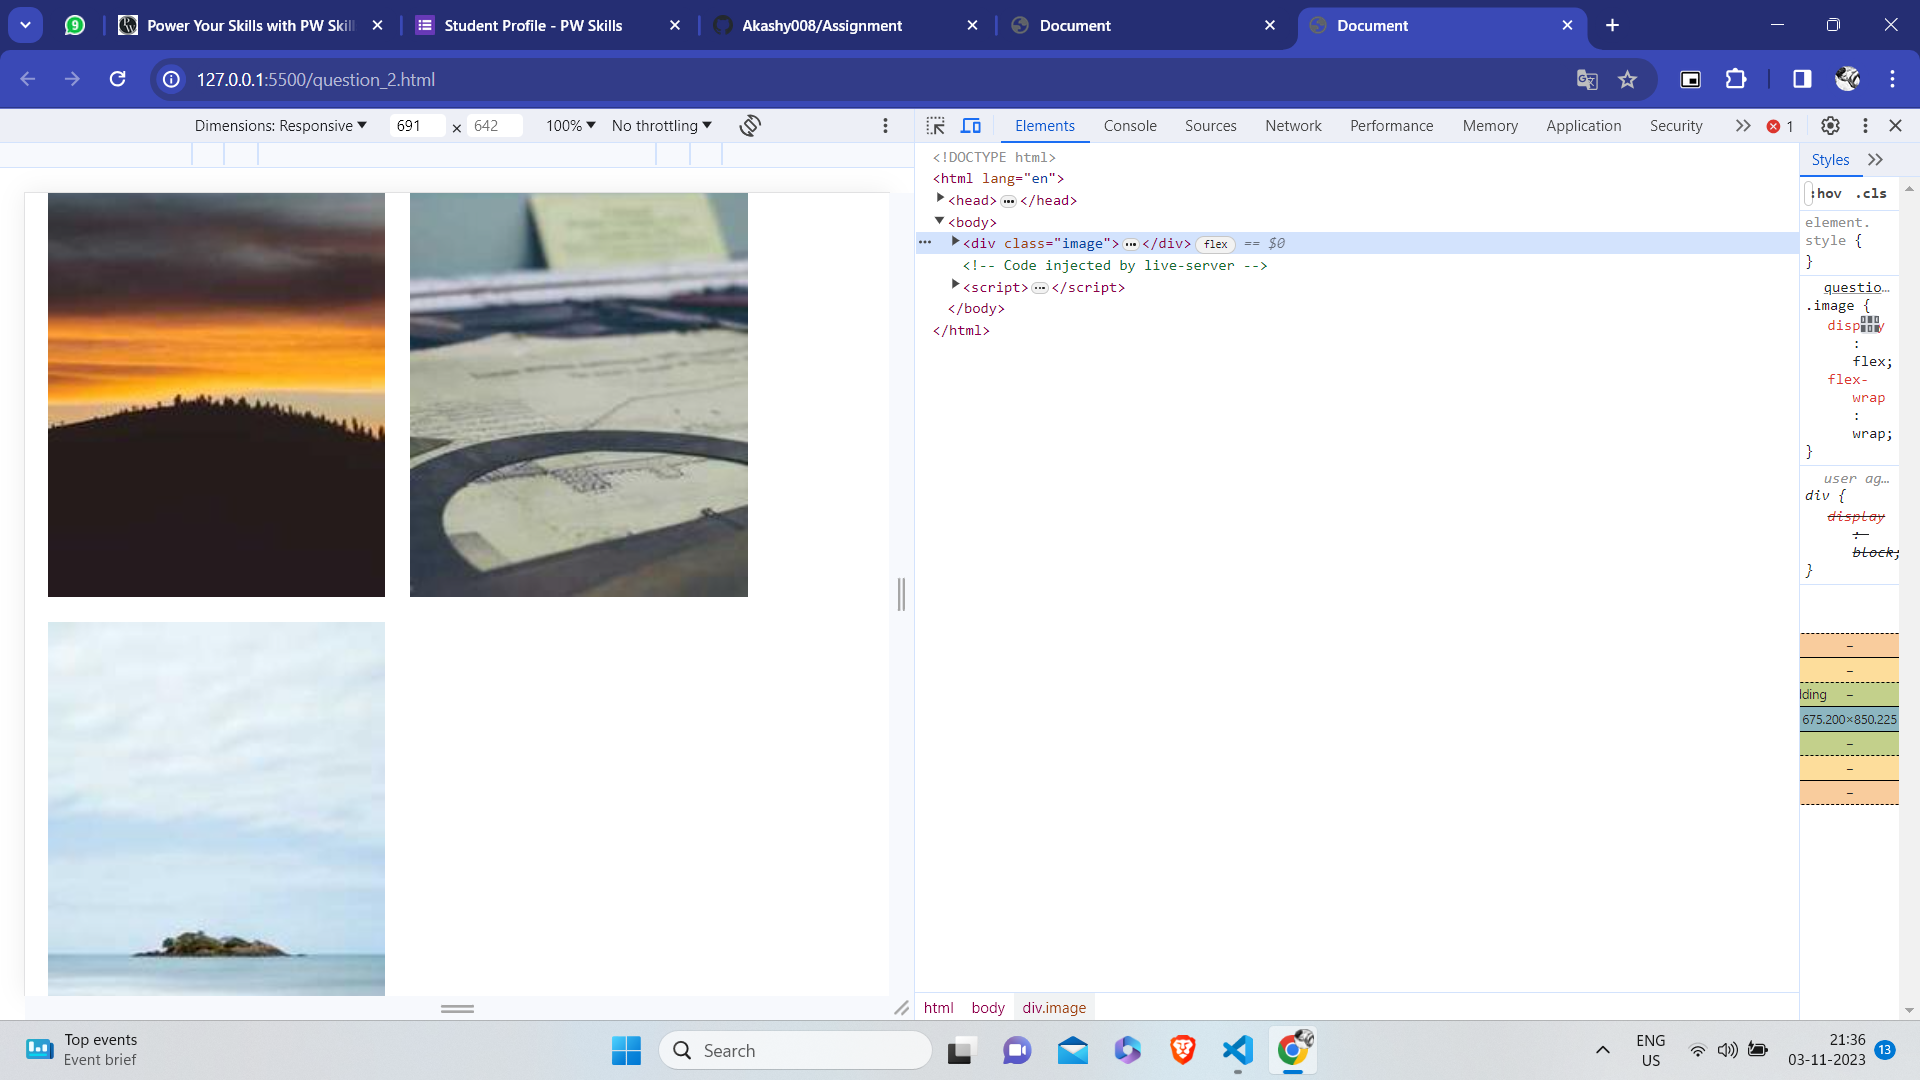 9
Power Your Skills with PW Skill
Student Profile - PW Skills
Akashy008/Assignment
Document
Document
127.0.0.1:5500/question_2.html
Dimensions: Responsive
691 × 642
100%
No throttling
Elements
Console
Sources
Network
Performance
Memory
Application
Security
1
<!DOCTYPE html>
<html lang="en">
<head>…</head>
<body>
<div class="image">…</div> flex == $0
<!-- Code injected by live-server -->
<script>…</script>
</body>
</html>
html body div.image
Styles
:hov .cls
element.
style {
}
questio…
.image {
display
:
flex;
flex-
wrap
:
wrap;
}
user ag…
div {
display
:
block;
}
–
–
lding –
675.200×850.225
–
–
–
Top events
Event brief
Search
ENG
US
21:36
03-11-2023
13